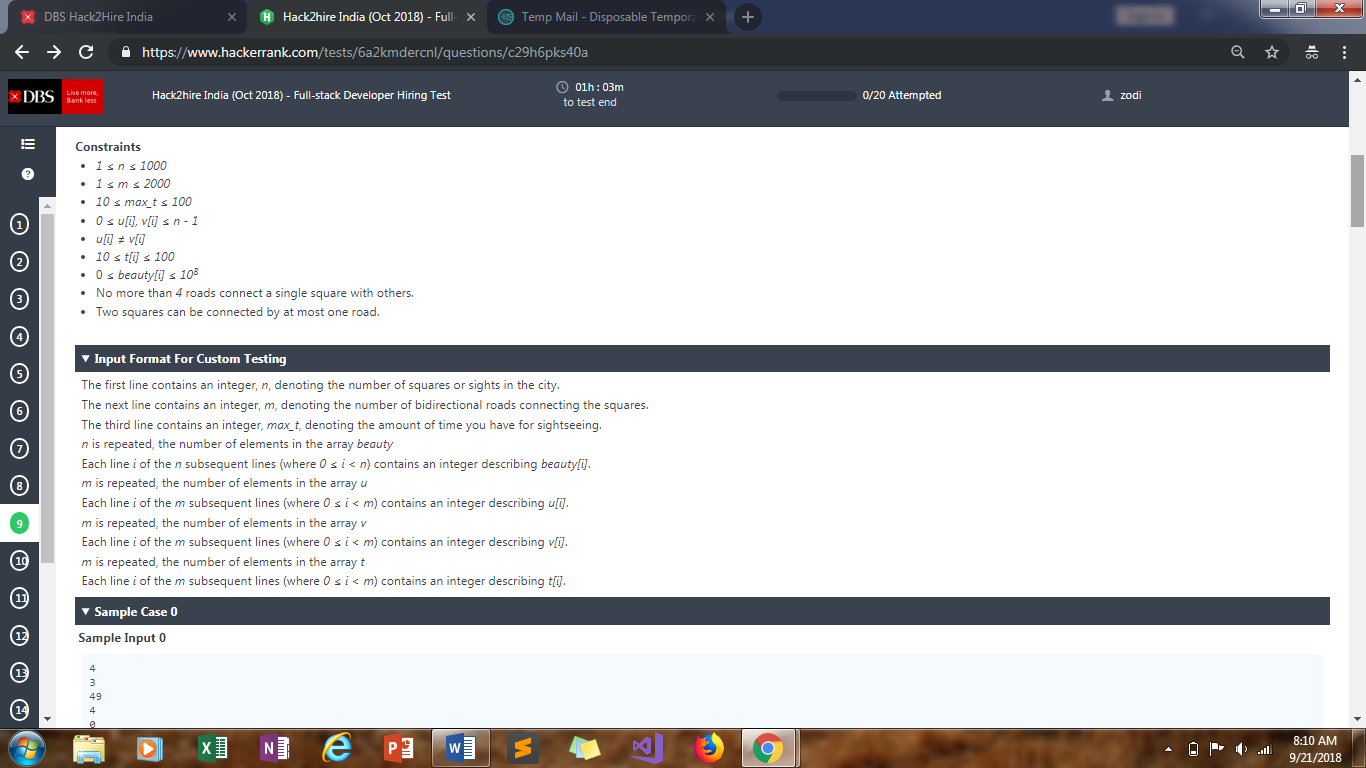 DBS Hack2Hire India
Hack2hire India (Oct 2018) - Full-
Temp Mail - Disposable Tempora
https://www.hackerrank.com/tests/6a2kmdercnl/questions/c29h6pks40a
DBS
Live more,
Bank less
Hack2hire India (Oct 2018) - Full-stack Developer Hiring Test
01h : 03m
to test end
0/20 Attempted
zodi
1
2
3
4
5
6
7
8
9
10
11
12
13
14
Constraints
• 1 ≤ n ≤ 1000
• 1 ≤ m ≤ 2000
• 10 ≤ max_t ≤ 100
• 0 ≤ u[i], v[i] ≤ n - 1
• u[i] ≠ v[i]
• 10 ≤ t[i] ≤ 100
• 0 ≤ beauty[i] ≤ 10⁸
• No more than 4 roads connect a single square with others.
• Two squares can be connected by at most one road.
▼ Input Format For Custom Testing
The first line contains an integer, n, denoting the number of squares or sights in the city.
The next line contains an integer, m, denoting the number of bidirectional roads connecting the squares.
The third line contains an integer, max_t, denoting the amount of time you have for sightseeing.
n is repeated, the number of elements in the array beauty
Each line i of the n subsequent lines (where 0 ≤ i < n) contains an integer describing beauty[i].
m is repeated, the number of elements in the array u
Each line i of the m subsequent lines (where 0 ≤ i < m) contains an integer describing u[i].
m is repeated, the number of elements in the array v
Each line i of the m subsequent lines (where 0 ≤ i < m) contains an integer describing v[i].
m is repeated, the number of elements in the array t
Each line i of the m subsequent lines (where 0 ≤ i < m) contains an integer describing t[i].
▼ Sample Case 0
Sample Input 0
4
3
49
4
0
8:10 AM
9/21/2018